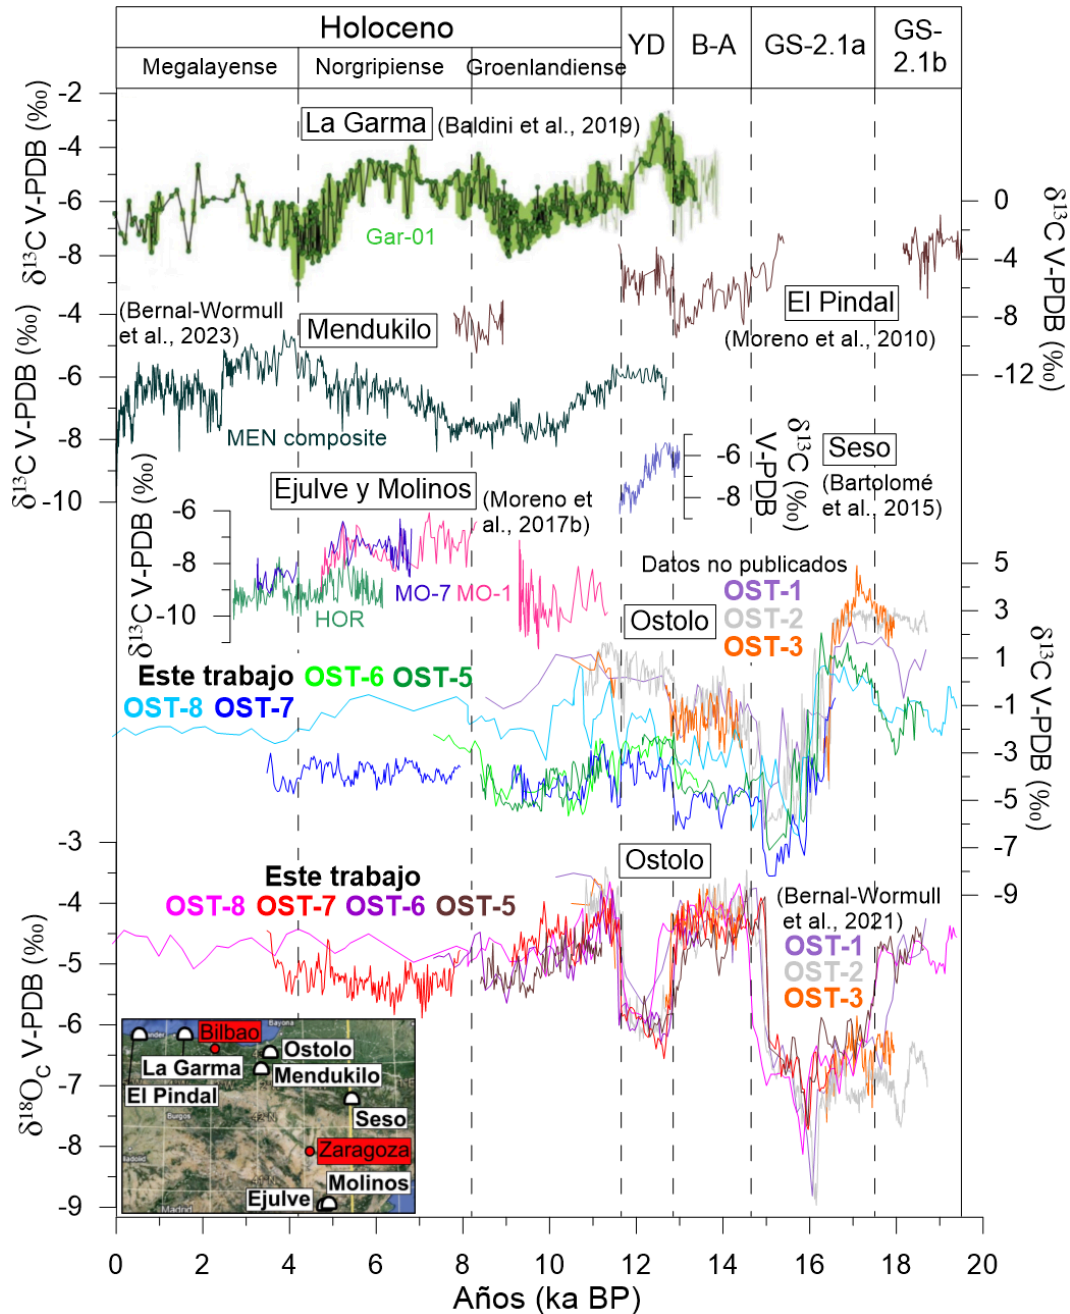 Holoceno
YD
B-A
GS-2.1a
GS-
2.1b
Megalayense
Norgripiense
Groenlandiense
-2
-4
-6
-8
δ¹³C V-PDB (‰)
La Garma (Baldini et al., 2019)
Gar-01
0
-4
-8
-12
δ¹³C V-PDB (‰)
El Pindal
(Moreno et al., 2010)
(Bernal-Wormull
et al., 2023)
Mendukilo
-4
-6
-8
-10
δ¹³C V-PDB (‰)
MEN composite
-6
-8
δ¹³C
V-PDB
(‰)
Seso
(Bartolomé
et al., 2015)
Ejulve y Molinos (Moreno et
al., 2017b)
-6
-8
-10
δ¹³C V-PDB (‰)
MO-7 MO-1
HOR
Datos no publicados
OST-1
OST-2
OST-3
Ostolo
5
3
1
-1
-3
-5
-7
-9
δ¹³C V-PDB (‰)
Este trabajo OST-6 OST-5
OST-8 OST-7
Ostolo
-3
-4
-5
-6
-7
-8
-9
δ¹⁸O_C V-PDB (‰)
Este trabajo
OST-8 OST-7 OST-6 OST-5
(Bernal-Wormull
et al., 2021)
OST-1
OST-2
OST-3
Bilbao
Bayona
La Garma
Ostolo
Mendukilo
El Pindal
Burgos
Seso
Zaragoza
Molinos
Ejulve
Madrid
0 2 4 6 8 10 12 14 16 18 20
Años (ka BP)